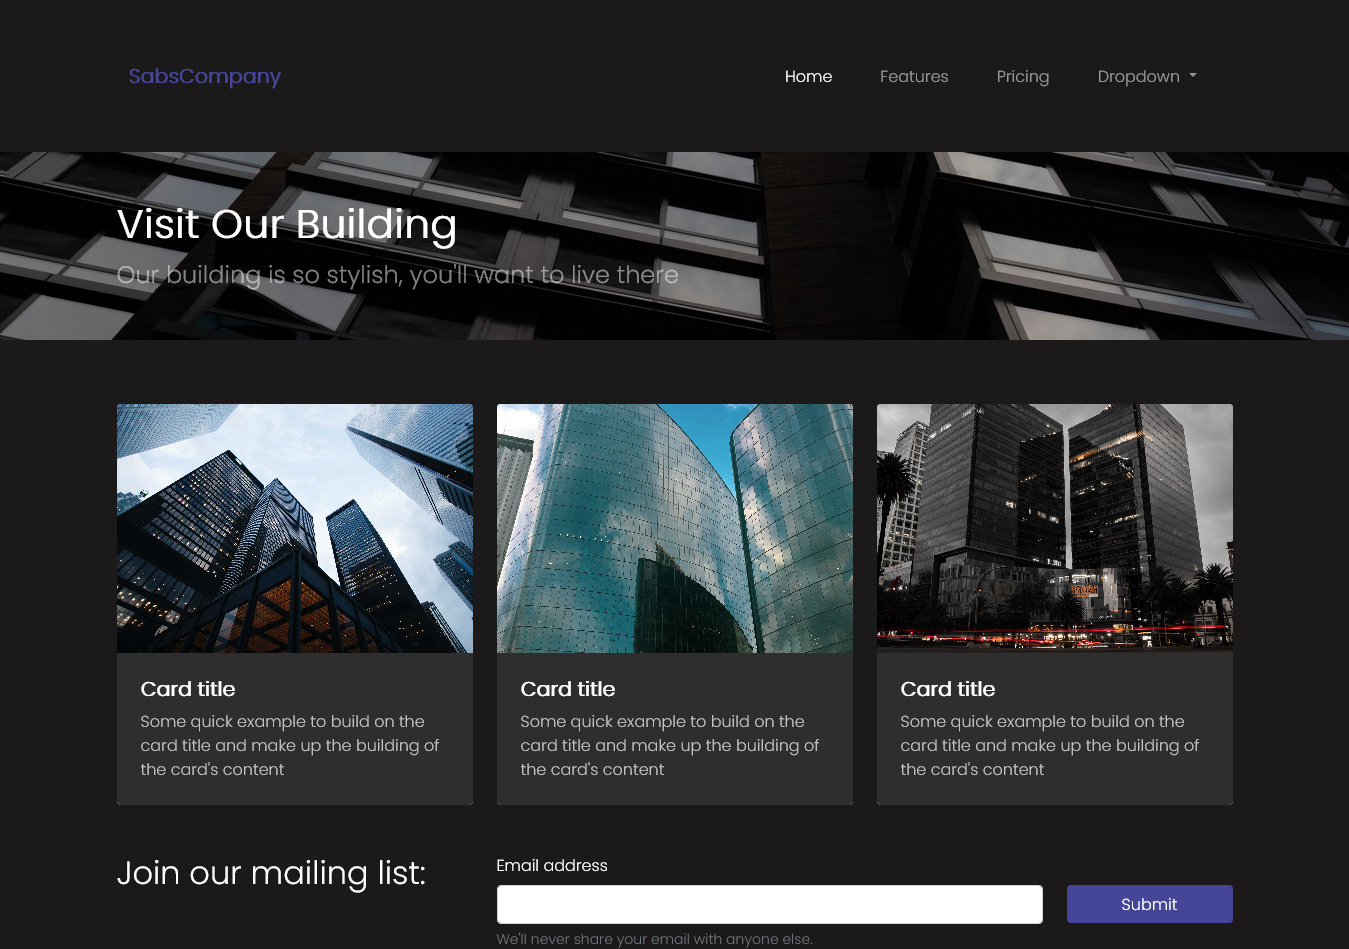 SabsCompany
Home
Features
Pricing
Dropdown
Visit Our Building
Our building is so stylish, you'll want to live there
Card title
Some quick example to build on the
card title and make up the building of
the card's content
Card title
Some quick example to build on the
card title and make up the building of
the card's content
Card title
Some quick example to build on the
card title and make up the building of
the card's content
Join our mailing list:
Email address
Submit
We'll never share your email with anyone else.